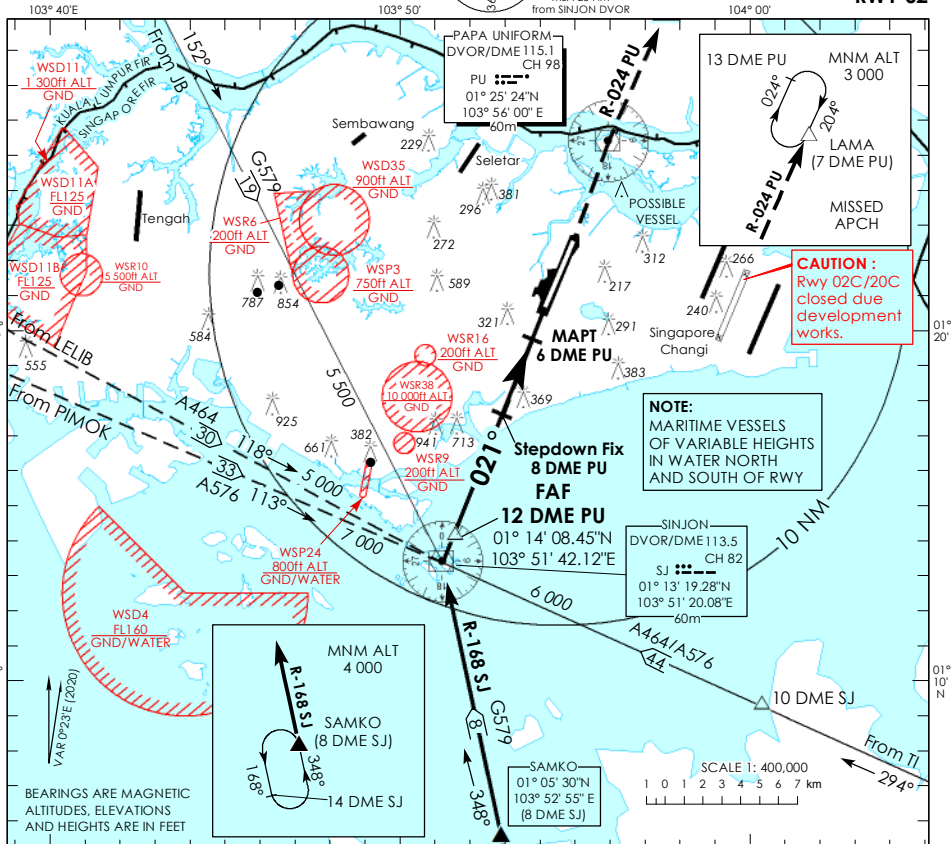 103° 40'E
103° 50'E
from SINJON DVOR
104° 00'E
152°
From JB
WSD11
1 300ft ALT
GND
KUALA LUMPUR FIR
SINGAPORE FIR
PAPA UNIFORM
DVOR/DME 115.1
CH 98
PU
01° 25' 24"N
103° 56' 00" E
60m
R-024 PU
13 DME PU
MNM ALT
3 000
024°
204°
LAMA
(7 DME PU)
R-024 PU
MISSED
APCH
Sembawang
229
Seletar
G579
19
WSD35
900ft ALT
GND
296
381
POSSIBLE
VESSEL
WSD11A
FL125
GND
Tengah
WSR6
200ft ALT
GND
272
312
WSD11B
FL125
GND
WSR10
5 500ft ALT
GND
WSP3
750ft ALT
GND
787
854
589
217
266
CAUTION :
Rwy 02C/20C
closed due
development
works.
240
Singapore
Changi
584
321
291
01°
20'
From LELIB
555
MAPT
6 DME PU
WSR16
200ft ALT
GND
5 500
383
From PIMOK
WSR38
10 000ft ALT
GND
369
925
A464
30
118°
5 000
661
382
941
713
WSR9
200ft ALT
GND
021°
Stepdown Fix
8 DME PU
NOTE:
MARITIME VESSELS
OF VARIABLE HEIGHTS
IN WATER NORTH
AND SOUTH OF RWY
33
A576
113°
7 000
FAF
12 DME PU
01° 14' 08.45"N
103° 51' 42.12"E
10 NM
WSP24
800ft ALT
GND/WATER
SINJON
DVOR/DME 113.5
CH 82
SJ
01° 13' 19.28"N
103° 51' 20.08"E
60m
WSD4
FL160
GND/WATER
6 000
A464/A576
44
MNM ALT
4 000
R-168 SJ
SAMKO
(8 DME SJ)
168°
348°
14 DME SJ
R-168 SJ
G579
8
348°
10 DME SJ
01°
10'
N
From TI
294°
VAR 0°23'E (2020)
SAMKO
01° 05' 30"N
103° 52' 55" E
(8 DME SJ)
SCALE 1: 400,000
1 0 1 2 3 4 5 6 7 km
BEARINGS ARE MAGNETIC
ALTITUDES, ELEVATIONS
AND HEIGHTS ARE IN FEET